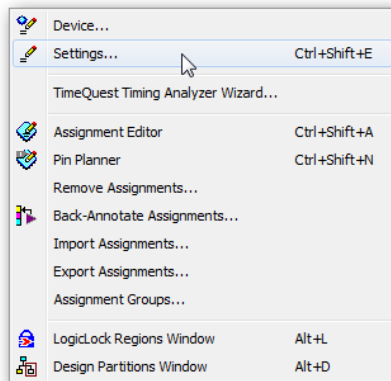 Device...
Settings... Ctrl+Shift+E
TimeQuest Timing Analyzer Wizard...
Assignment Editor Ctrl+Shift+A
Pin Planner Ctrl+Shift+N
Remove Assignments...
Back-Annotate Assignments...
Import Assignments...
Export Assignments...
Assignment Groups...
LogicLock Regions Window Alt+L
Design Partitions Window Alt+D